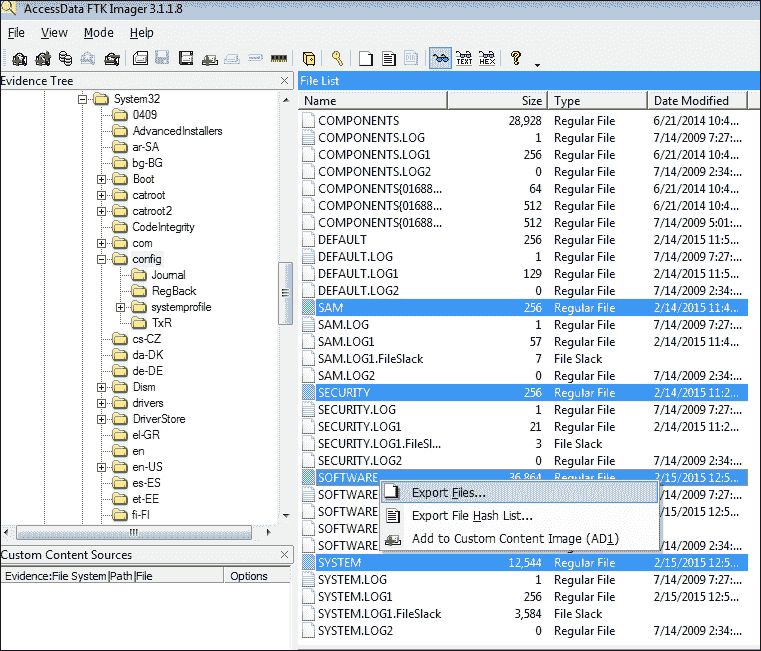 AccessData FTK Imager 3.1.1.8
File View Mode Help
Evidence Tree
System32
0409
AdvancedInstallers
ar-SA
bg-BG
Boot
catroot
catroot2
CodeIntegrity
com
config
Journal
RegBack
systemprofile
TxR
cs-CZ
da-DK
de-DE
Dism
drivers
DriverStore
el-GR
en
en-US
es-ES
et-EE
fi-FI
Custom Content Sources
Evidence:File System|Path|File Options
File List
Name Size Type Date Modified
COMPONENTS 28,928 Regular File 6/21/2014 10:4...
COMPONENTS.LOG 1 Regular File 7/14/2009 7:27:...
COMPONENTS.LOG1 256 Regular File 6/21/2014 10:4...
COMPONENTS.LOG2 0 Regular File 7/14/2009 2:34:...
COMPONENTS{01688... 64 Regular File 6/21/2014 10:4...
COMPONENTS{01688... 512 Regular File 6/21/2014 10:4...
COMPONENTS{01688... 512 Regular File 7/14/2009 5:01:...
DEFAULT 256 Regular File 2/14/2015 11:5...
DEFAULT.LOG 1 Regular File 7/14/2009 7:27:...
DEFAULT.LOG1 129 Regular File 2/14/2015 11:5...
DEFAULT.LOG2 0 Regular File 7/14/2009 2:34:...
SAM 256 Regular File 2/14/2015 11:4...
SAM.LOG 1 Regular File 7/14/2009 7:27:...
SAM.LOG1 57 Regular File 2/14/2015 11:4...
SAM.LOG1.FileSlack 7 File Slack
SAM.LOG2 0 Regular File 7/14/2009 2:34:...
SECURITY 256 Regular File 2/14/2015 11:2...
SECURITY.LOG 1 Regular File 7/14/2009 7:27:...
SECURITY.LOG1 21 Regular File 2/14/2015 11:2...
SECURITY.LOG1.FileSl... 3 File Slack
SECURITY.LOG2 0 Regular File 7/14/2009 2:34:...
SOFTWARE 36,864 Regular File 2/15/2015 12:5...
SOFTWARE 7/14/2009 7:27:...
SOFTWARE 2/15/2015 12:5...
SOFTWARE
SOFTWARE 7/14/2009 2:34:...
Export Files...
Export File Hash List...
Add to Custom Content Image (AD1)
SYSTEM 12,544 Regular File 2/15/2015 12:5...
SYSTEM.LOG 1 Regular File 7/14/2009 7:27:...
SYSTEM.LOG1 256 Regular File 2/15/2015 12:5...
SYSTEM.LOG1.FileSlack 3,584 File Slack
SYSTEM.LOG2 0 Regular File 7/14/2009 2:34:...